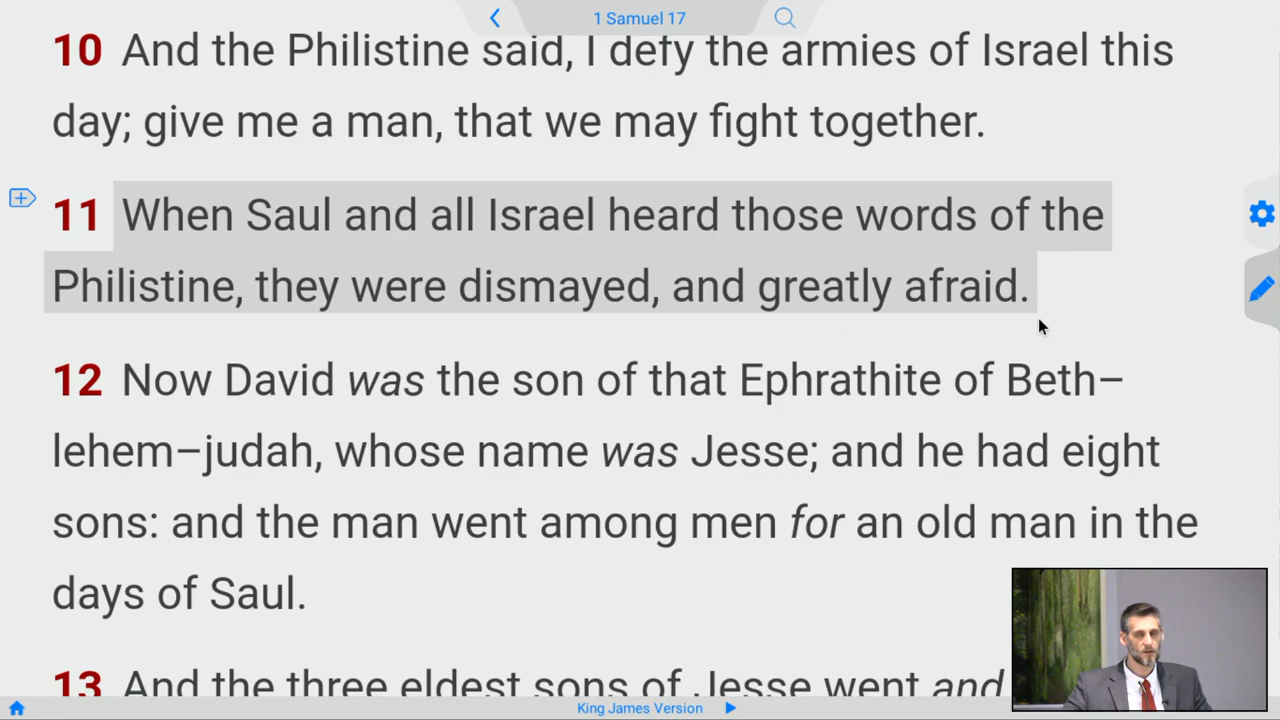 1 Samuel 17
10 And the Philistine said, I defy the armies of Israel this
day; give me a man, that we may fight together.
11 When Saul and all Israel heard those words of the
Philistine, they were dismayed, and greatly afraid.
12 Now David was the son of that Ephrathite of Beth–
lehem–judah, whose name was Jesse; and he had eight
sons: and the man went among men for an old man in the
days of Saul.
13 And the three eldest sons of Jesse went and
King James Version